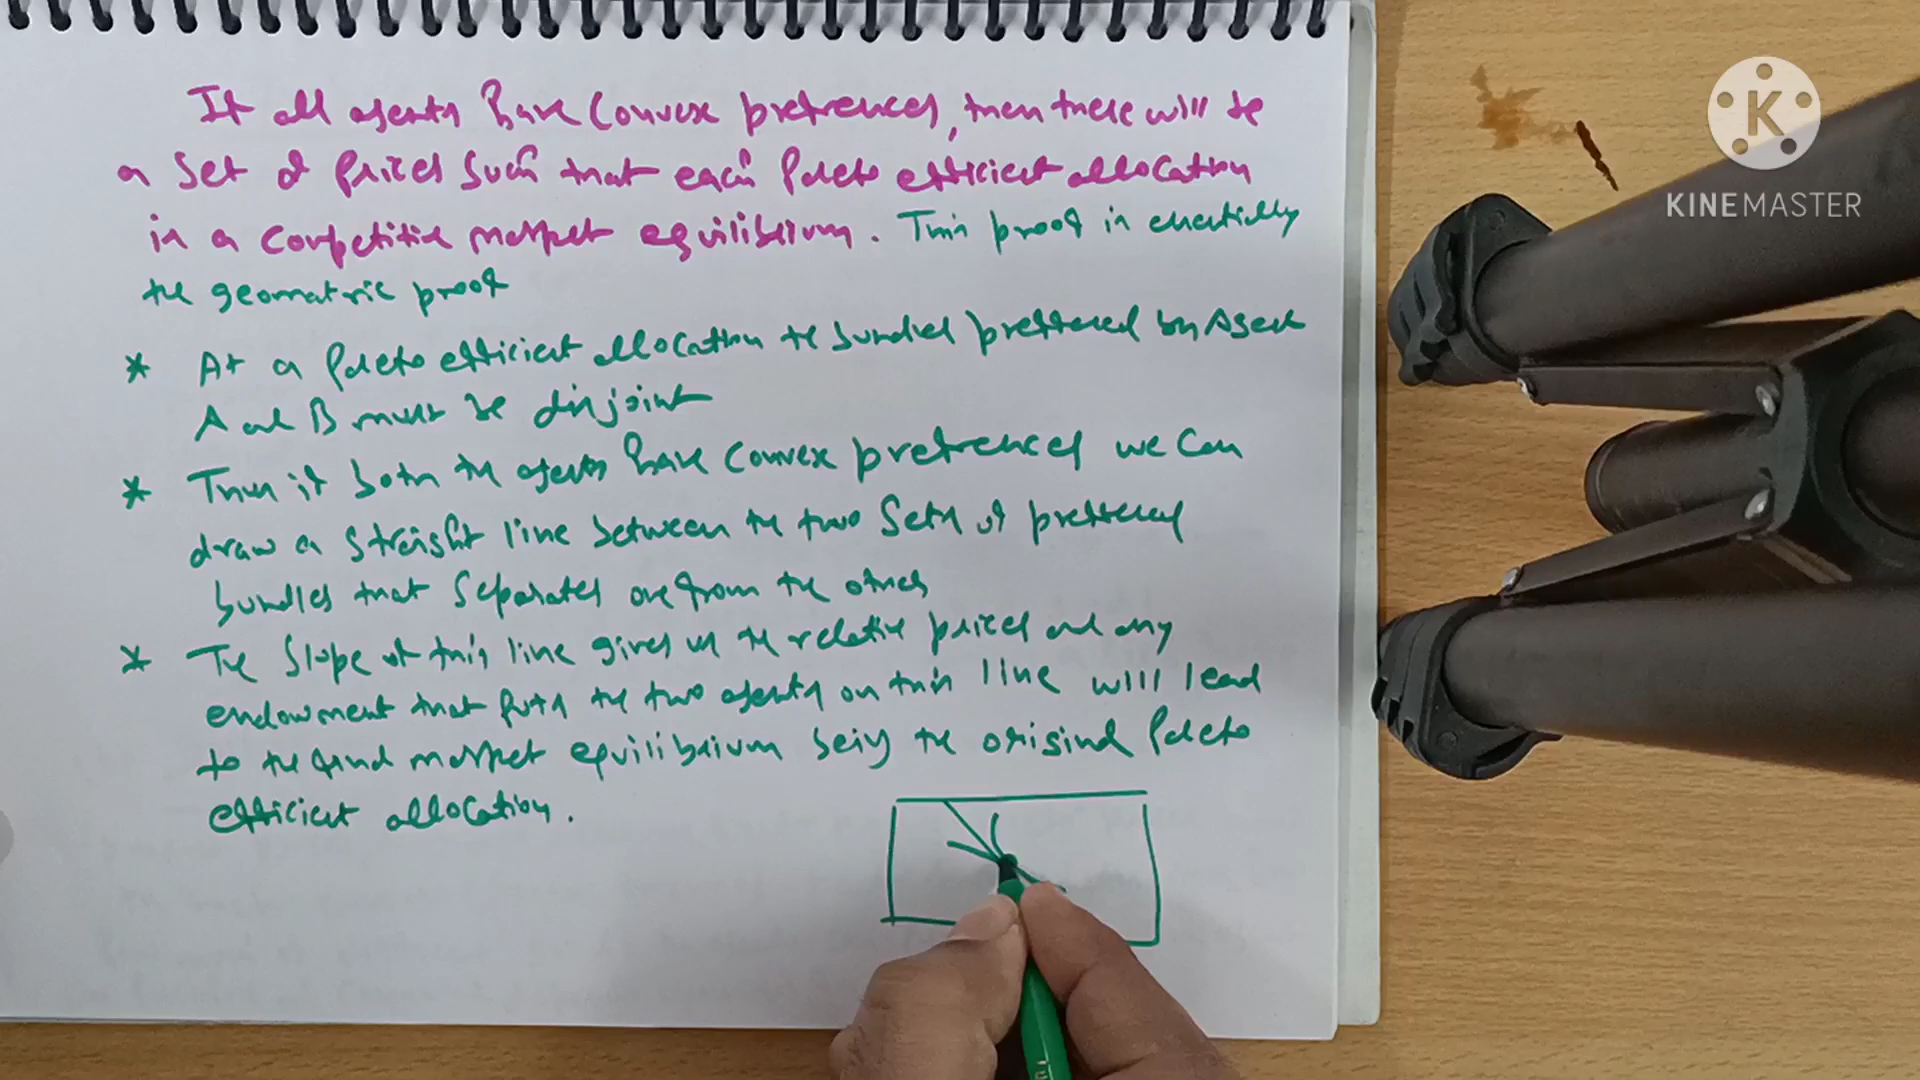 If all agents have convex preferences, then there will be
a set of prices such that each Pareto efficient allocation
is a competitive market equilibrium. This proof is essentially
the geometric proof
* At a Pareto efficient allocation the bundles preffered by Agent
A and B must be disjoint
* Thus if both the agents have convex preferences we can
draw a straight line between the two sets of preffered
bundles that separates one from the other
* The slope of this line gives us the relative prices and any
endowment that puts the two agents on this line will lead
to the final market equilibrium being the original Pareto
efficient allocation.
K
KINEMASTER